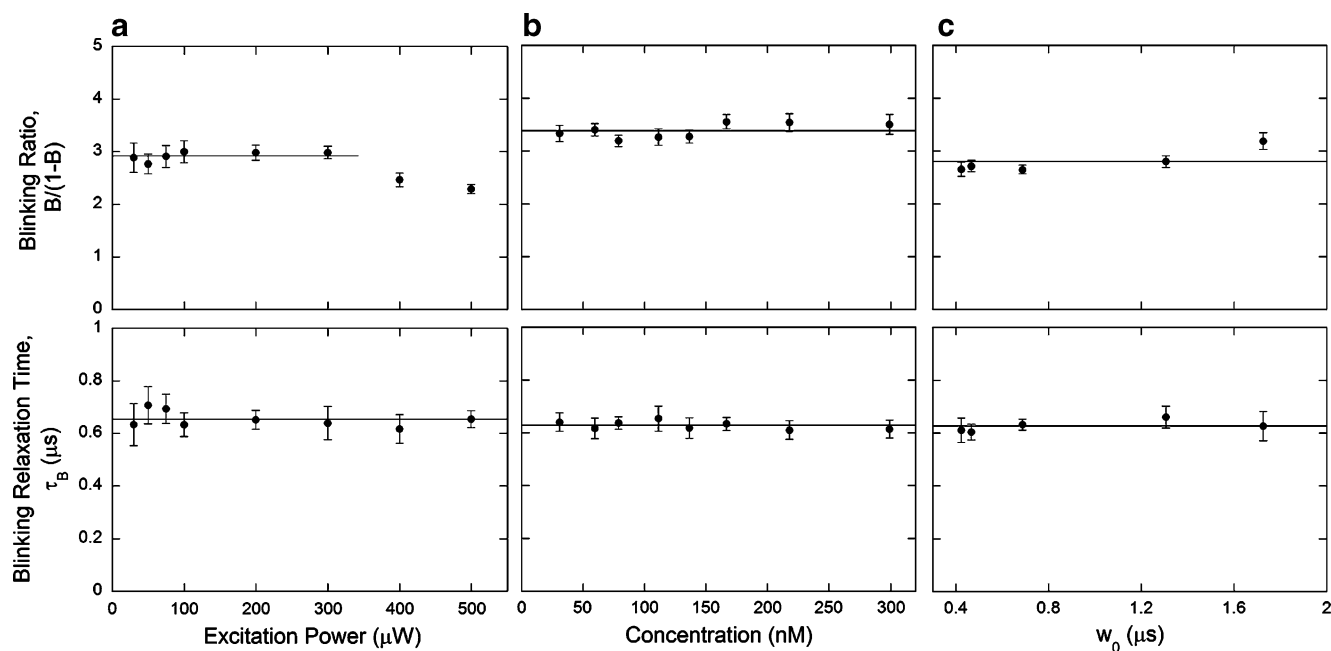 a
b
c
Blinking Ratio,
B/(1-B)
5
4
3
2
1
0
Blinking Relaxation Time,
τB (μs)
1
0.8
0.6
0.4
0.2
0
0 100 200 300 400 500
Excitation Power (μW)
0 50 100 150 200 250 300
Concentration (nM)
0.4 0.8 1.2 1.6 2
w0 (μs)